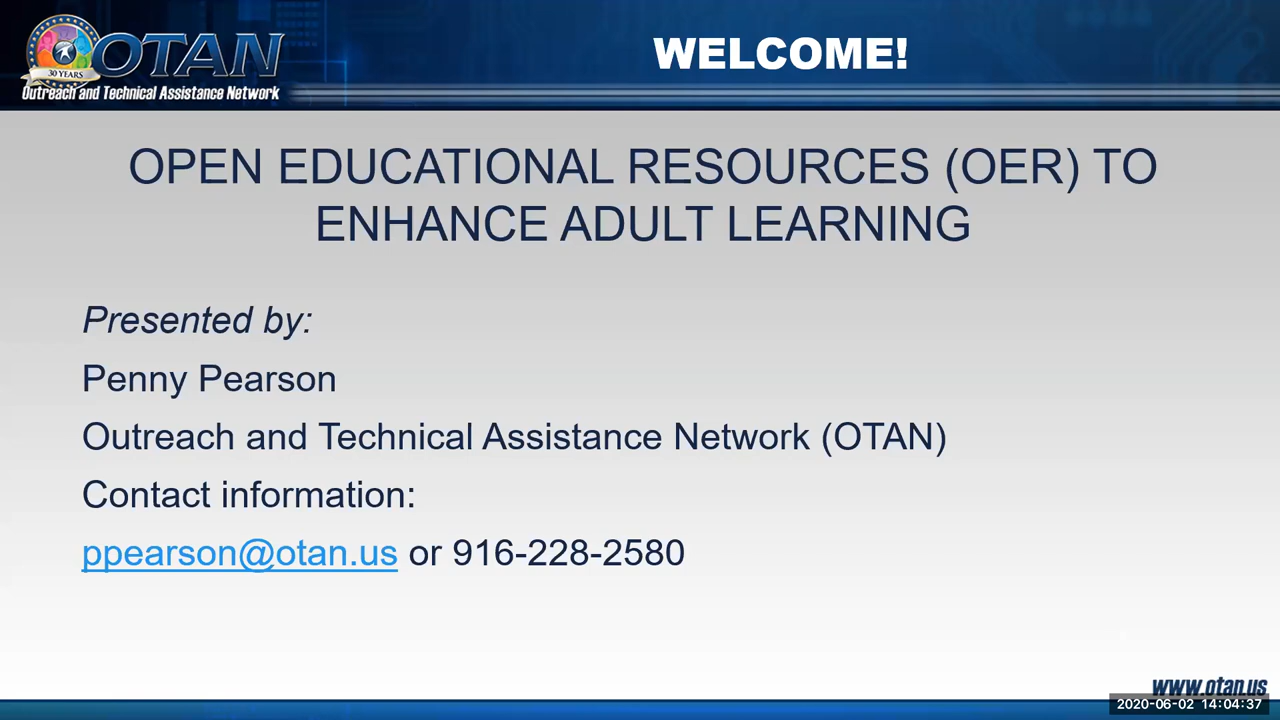 OTAN
30 YEARS
Outreach and Technical Assistance Network
WELCOME!
OPEN EDUCATIONAL RESOURCES (OER) TO
ENHANCE ADULT LEARNING
Presented by:
Penny Pearson
Outreach and Technical Assistance Network (OTAN)
Contact information:
ppearson@otan.us or 916-228-2580
www.otan.us
2020-06-02 14:04:37